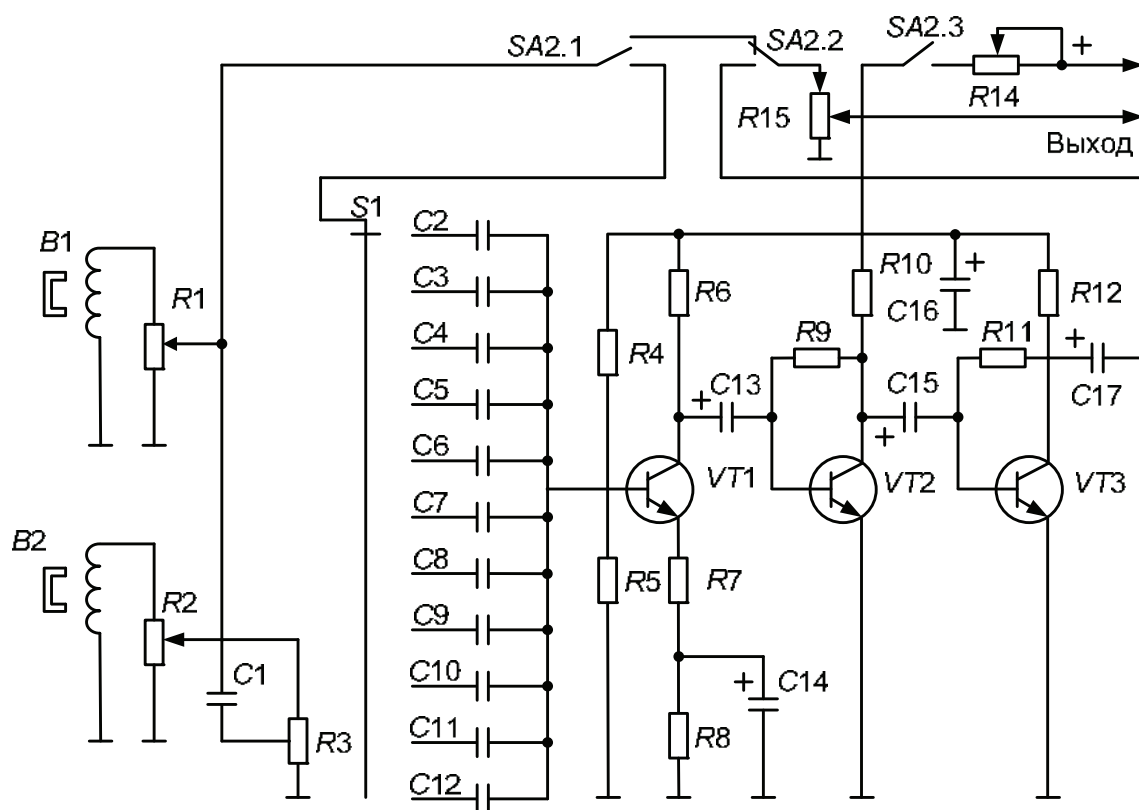 SA2.1
SA2.2
SA2.3
+
R14
R15
Выход
S1
C2
B1
C3
R1
R6
R10
+
C16
R12
C4
R4
R9
R11
+
C5
+
C13
C15
C17
C6
+
VT1
VT2
VT3
C7
B2
C8
R5
R7
R2
C9
C1
C10
+
C14
R3
C11
R8
C12